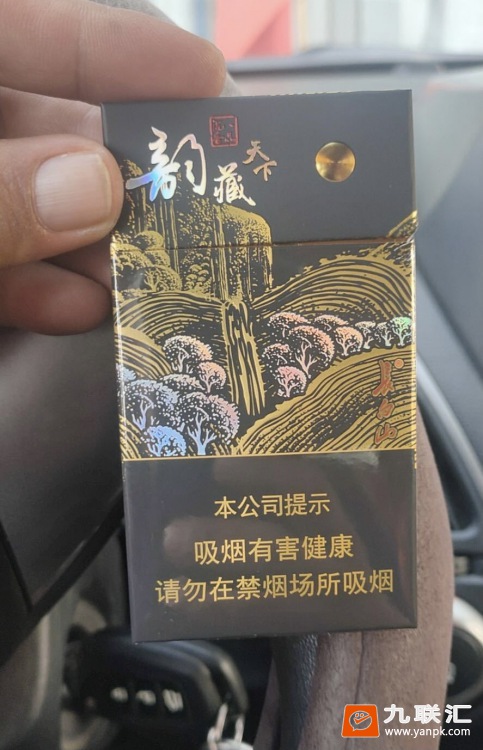 韵藏
天下
长白山
本公司提示
吸烟有害健康
请勿在禁烟场所吸烟
九联汇
www.yanpk.com